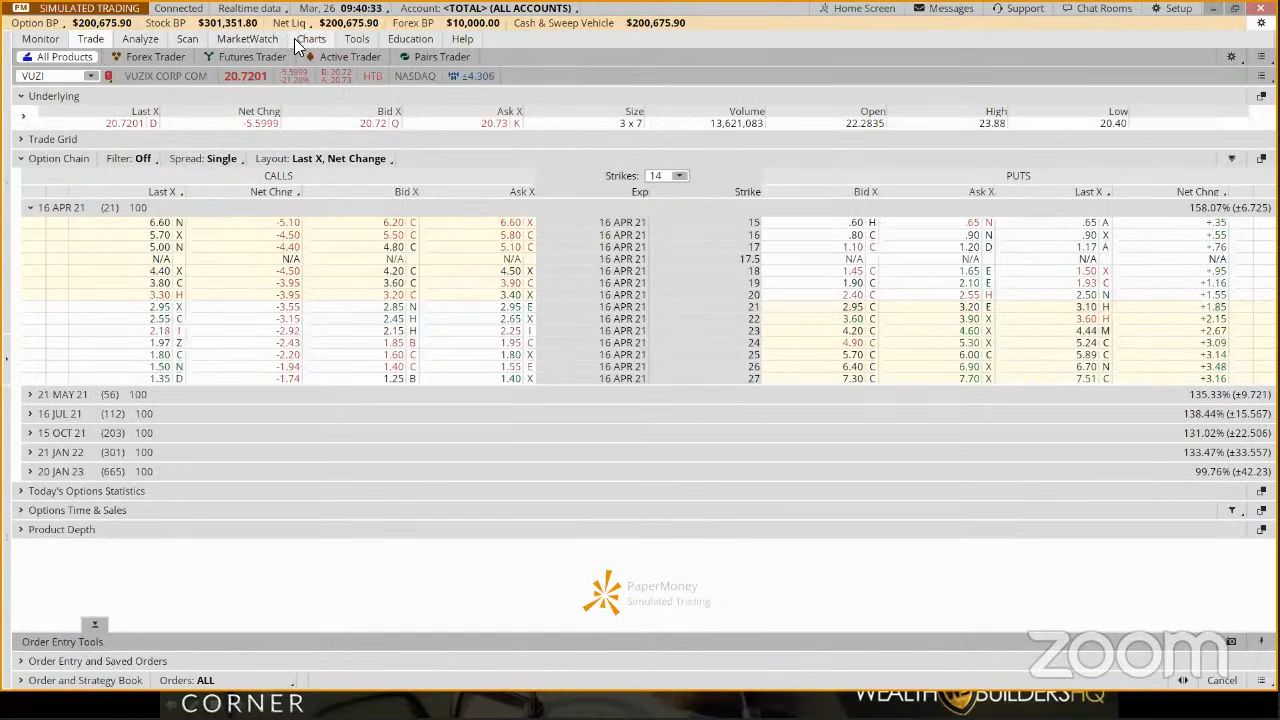 PM SIMULATED TRADING Connected Realtime data Mar, 26 09:40:33 Account: <TOTAL> (ALL ACCOUNTS) Home Screen Messages Support Chat Rooms Setup
Option BP $200,675.90 Stock BP $301,351.80 Net Liq $200,675.90 Forex BP $10,000.00 Cash & Sweep Vehicle $200,675.90
Monitor Trade Analyze Scan MarketWatch Charts Tools Education Help
All Products Forex Trader Futures Trader Active Trader Pairs Trader
VUZI VUZIX CORP COM 20.7201 -5.5999 -21.28% B: 20.72 A: 20.73 HTB NASDAQ ±4.306
Underlying
Last X Net Chng Bid X Ask X Size Volume Open High Low
20.7201 D -5.5999 20.72 Q 20.73 K 3 x 7 13,621,083 22.2835 23.88 20.40
Trade Grid
Option Chain Filter: Off Spread: Single Layout: Last X, Net Change
CALLS Strikes: 14 PUTS
Last X Net Chng Bid X Ask X Exp Strike Bid X Ask X Last X Net Chng
16 APR 21 (21) 100 158.07% (±6.725)
6.60 N -5.10 6.20 C 6.60 X 16 APR 21 15 .60 H .65 N .65 A +.35
5.70 X -4.50 5.50 C 5.80 C 16 APR 21 16 .80 C .90 N .90 X +.55
5.00 N -4.40 4.80 C 5.10 C 16 APR 21 17 1.10 C 1.20 D 1.17 A +.76
N/A N/A N/A N/A 16 APR 21 17.5 N/A N/A N/A N/A
4.40 X -4.50 4.20 C 4.50 X 16 APR 21 18 1.45 C 1.65 E 1.50 X +.95
3.80 C -3.95 3.60 C 3.90 C 16 APR 21 19 1.90 C 2.10 E 1.93 C +1.16
3.30 H -3.95 3.20 C 3.40 X 16 APR 21 20 2.40 C 2.55 H 2.50 N +1.55
2.95 X -3.55 2.85 N 2.95 E 16 APR 21 21 2.95 C 3.20 E 3.10 H +1.85
2.55 C -3.15 2.45 H 2.65 X 16 APR 21 22 3.60 C 3.90 X 3.60 H +2.15
2.18 I -2.92 2.15 H 2.25 I 16 APR 21 23 4.20 C 4.60 X 4.44 M +2.67
1.97 Z -2.43 1.85 B 1.95 C 16 APR 21 24 4.90 C 5.30 X 5.24 C +3.09
1.80 C -2.20 1.60 C 1.80 X 16 APR 21 25 5.70 C 6.00 C 5.89 C +3.14
1.50 N -1.94 1.40 C 1.55 E 16 APR 21 26 6.40 C 6.90 X 6.70 N +3.48
1.35 D -1.74 1.25 B 1.40 X 16 APR 21 27 7.30 C 7.70 X 7.51 C +3.16
21 MAY 21 (56) 100 135.33% (±9.721)
16 JUL 21 (112) 100 138.44% (±15.567)
15 OCT 21 (203) 100 131.02% (±22.506)
21 JAN 22 (301) 100 133.47% (±33.557)
20 JAN 23 (665) 100 99.76% (±42.23)
Today's Options Statistics
Options Time & Sales
Product Depth
PaperMoney
Simulated Trading
Order Entry Tools
Order Entry and Saved Orders
Order and Strategy Book Orders: ALL Cancel
zoom
CORNER WEALTH BUILDERSHQ